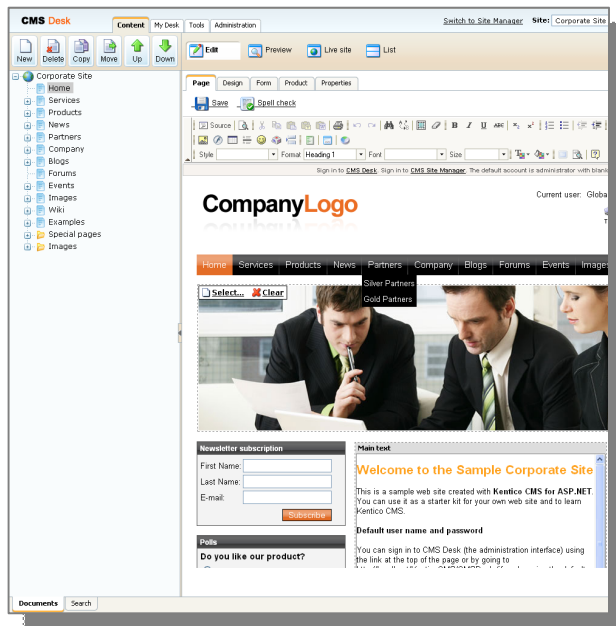 CMS Desk
Content My Desk Tools Administration
Switch to Site Manager Site: Corporate Site
New Delete Copy Move Up Down
Edit Preview Live site List
Corporate Site
Home
Services
Products
News
Partners
Company
Blogs
Forums
Events
Images
Wiki
Examples
Special pages
Images
Page Design Form Product Properties
Save Spell check
Source
B I U ABC
Style Format Heading 1 Font Size
Sign in to CMS Desk. Sign in to CMS Site Manager. The default account is administrator with blank
CompanyLogo
Current user: Globa
Home Services Products News Partners Company Blogs Forums Events Images
Silver Partners
Gold Partners
Select... Clear
Newsletter subscription
First Name:
Last Name:
E-mail:
Subscribe
Polls
Do you like our product?
Main text
Welcome to the Sample Corporate Site
This is a sample web site created with Kentico CMS for ASP.NET.
You can use it as a starter kit for your own web site and to learn
Kentico CMS.
Default user name and password
You can sign in to CMS Desk (the administration interface) using
the link at the top of the page or by going to
Documents Search